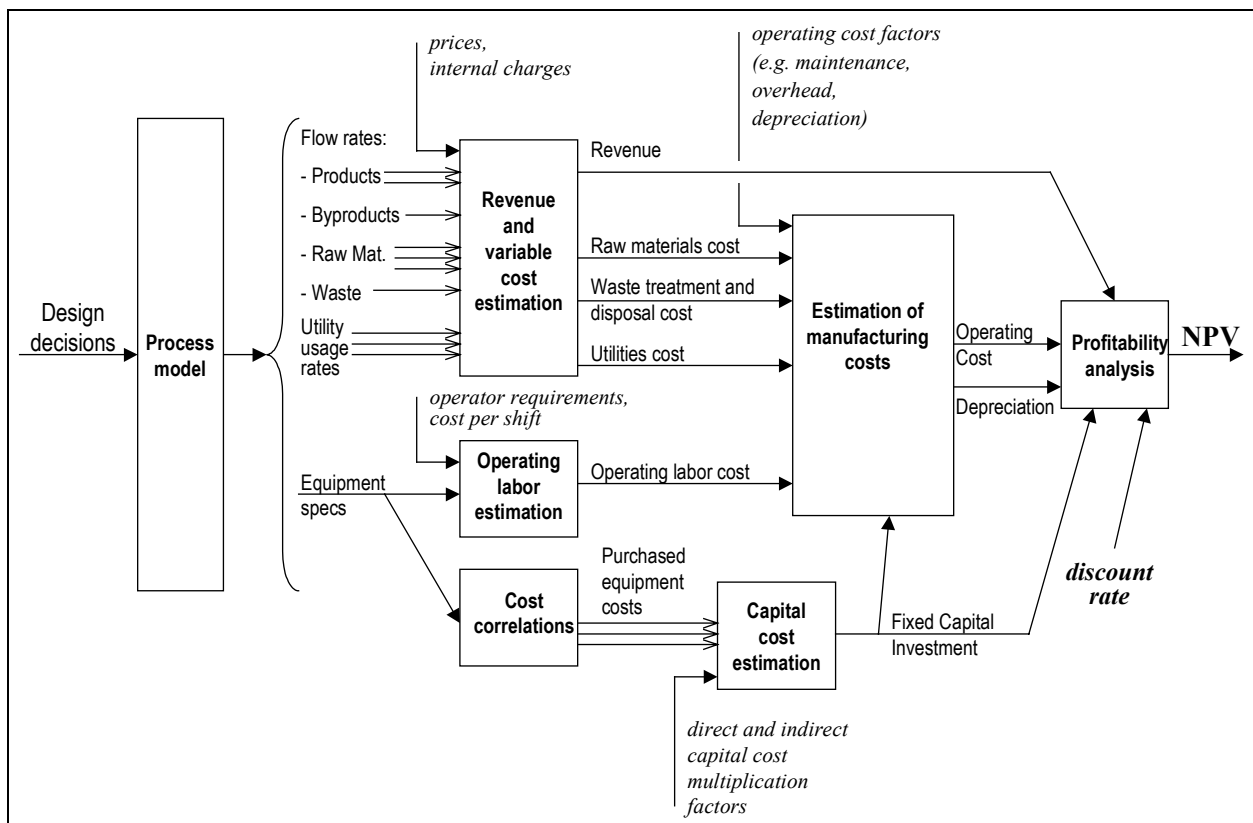 prices,
internal charges
operating cost factors
(e.g. maintenance,
overhead,
depreciation)
Design
decisions
Process
model
Flow rates:
- Products
- Byproducts
- Raw Mat.
- Waste
Utility
usage
rates
Revenue
and
variable
cost
estimation
Revenue
Raw materials cost
Waste treatment and
disposal cost
Utilities cost
Estimation of
manufacturing
costs
Operating
Cost
Depreciation
Profitability
analysis
NPV
operator requirements,
cost per shift
Equipment
specs
Operating
labor
estimation
Operating labor cost
Cost
correlations
Purchased
equipment
costs
Capital
cost
estimation
Fixed Capital
Investment
discount
rate
direct and indirect
capital cost
multiplication
factors